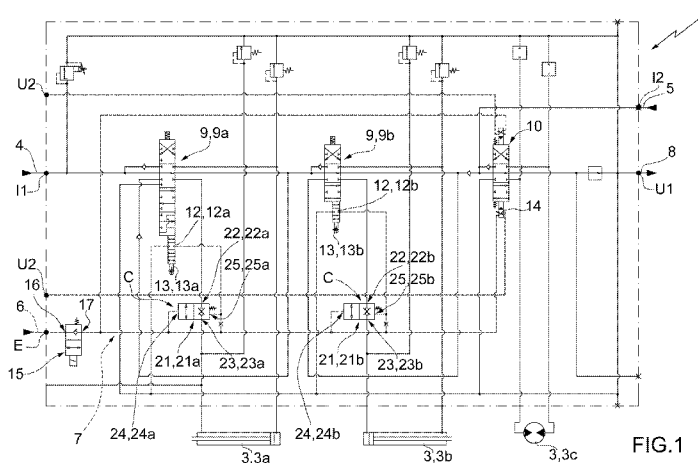 U2
I2
5
9,9a
9,9b
10
4
I1
8
U1
12,12a
12,12b
14
13,13a
13,13b
22,22a
22,22b
C
25,25a
C
25,25b
U2
16
17
6
E
15
21,21a
23,23a
21,21b
23,23b
7
24,24a
24,24b
3,3a
3,3b
3,3c
FIG.1